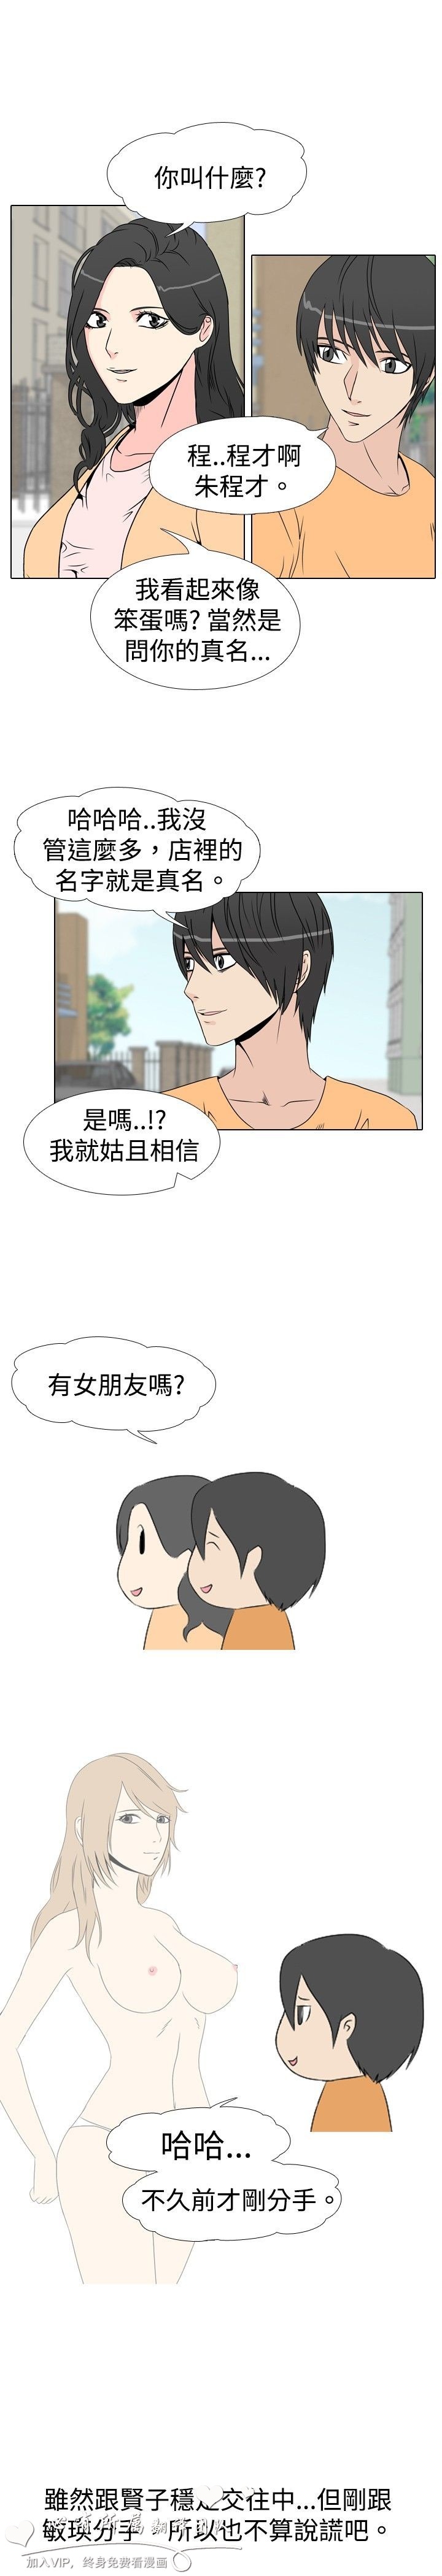 你叫什麼?
程..程才啊
朱程才。
我看起來像
笨蛋嗎? 當然是
問你的真名...
哈哈哈..我沒
管這麼多，店裡的
名字就是真名。
是嗎..!?
我就姑且相信
有女朋友嗎?
哈哈...
不久前才剛分手。
雖然跟賢子穩定交往中...但剛跟
敏瑛分手，所以也不算說謊吧。
加入VIP，终身免费看漫画